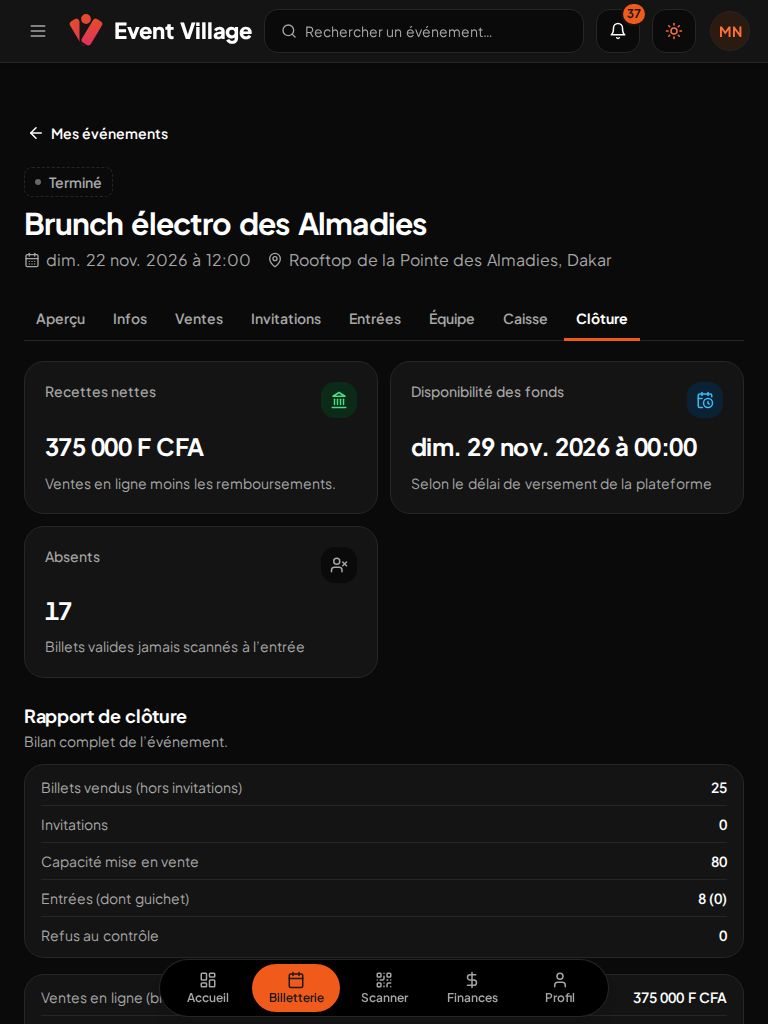 Event Village
Rechercher un événement…
37
MN
Mes événements
Terminé
Brunch électro des Almadies
dim. 22 nov. 2026 à 12:00
Rooftop de la Pointe des Almadies, Dakar
Aperçu
Infos
Ventes
Invitations
Entrées
Équipe
Caisse
Clôture
Recettes nettes
375 000 F CFA
Ventes en ligne moins les remboursements.
Disponibilité des fonds
dim. 29 nov. 2026 à 00:00
Selon le délai de versement de la plateforme
Absents
17
Billets valides jamais scannés à l'entrée
Rapport de clôture
Bilan complet de l'événement.
Billets vendus (hors invitations) 25
Invitations 0
Capacité mise en vente 80
Entrées (dont guichet) 8 (0)
Refus au contrôle 0
Ventes en ligne 375 000 F CFA
Accueil
Billetterie
Scanner
Finances
Profil